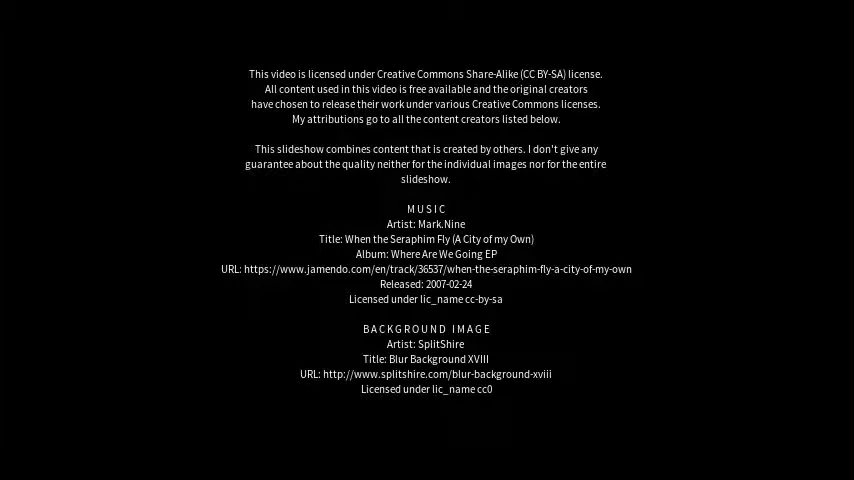 This video is licensed under Creative Commons Share-Alike (CC BY-SA) license.
All content used in this video is free available and the original creators
have chosen to release their work under various Creative Commons licenses.
My attributions go to all the content creators listed below.
This slideshow combines content that is created by others. I don't give any
guarantee about the quality neither for the individual images nor for the entire
slideshow.
MUSIC
Artist: Mark.Nine
Title: When the Seraphim Fly (A City of my Own)
Album: Where Are We Going EP
URL: https://www.jamendo.com/en/track/36537/when-the-seraphim-fly-a-city-of-my-own
Released: 2007-02-24
Licensed under lic_name cc-by-sa
BACKGROUND IMAGE
Artist: SplitShire
Title: Blur Background XVIII
URL: http://www.splitshire.com/blur-background-xviii
Licensed under lic_name cc0